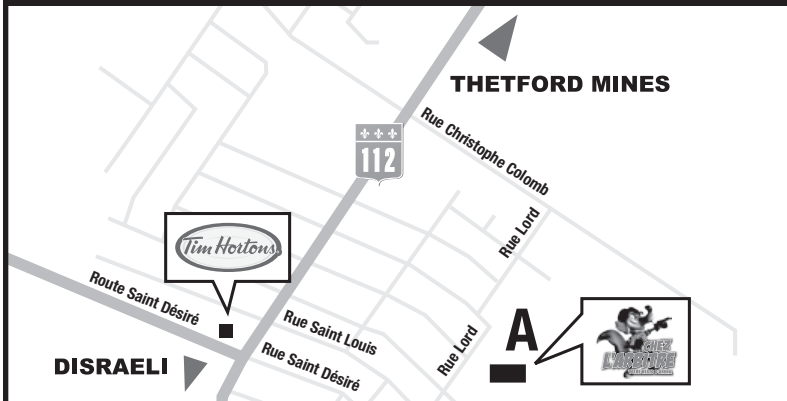 THETFORD MINES
Rue Christophe Colomb
112
Rue Lord
Tim Hortons
Route Saint Désiré
Rue Saint Louis
A
CHEZ
L'ARBITRE
Rue Lord
Rue Saint Désiré
DISRAELI